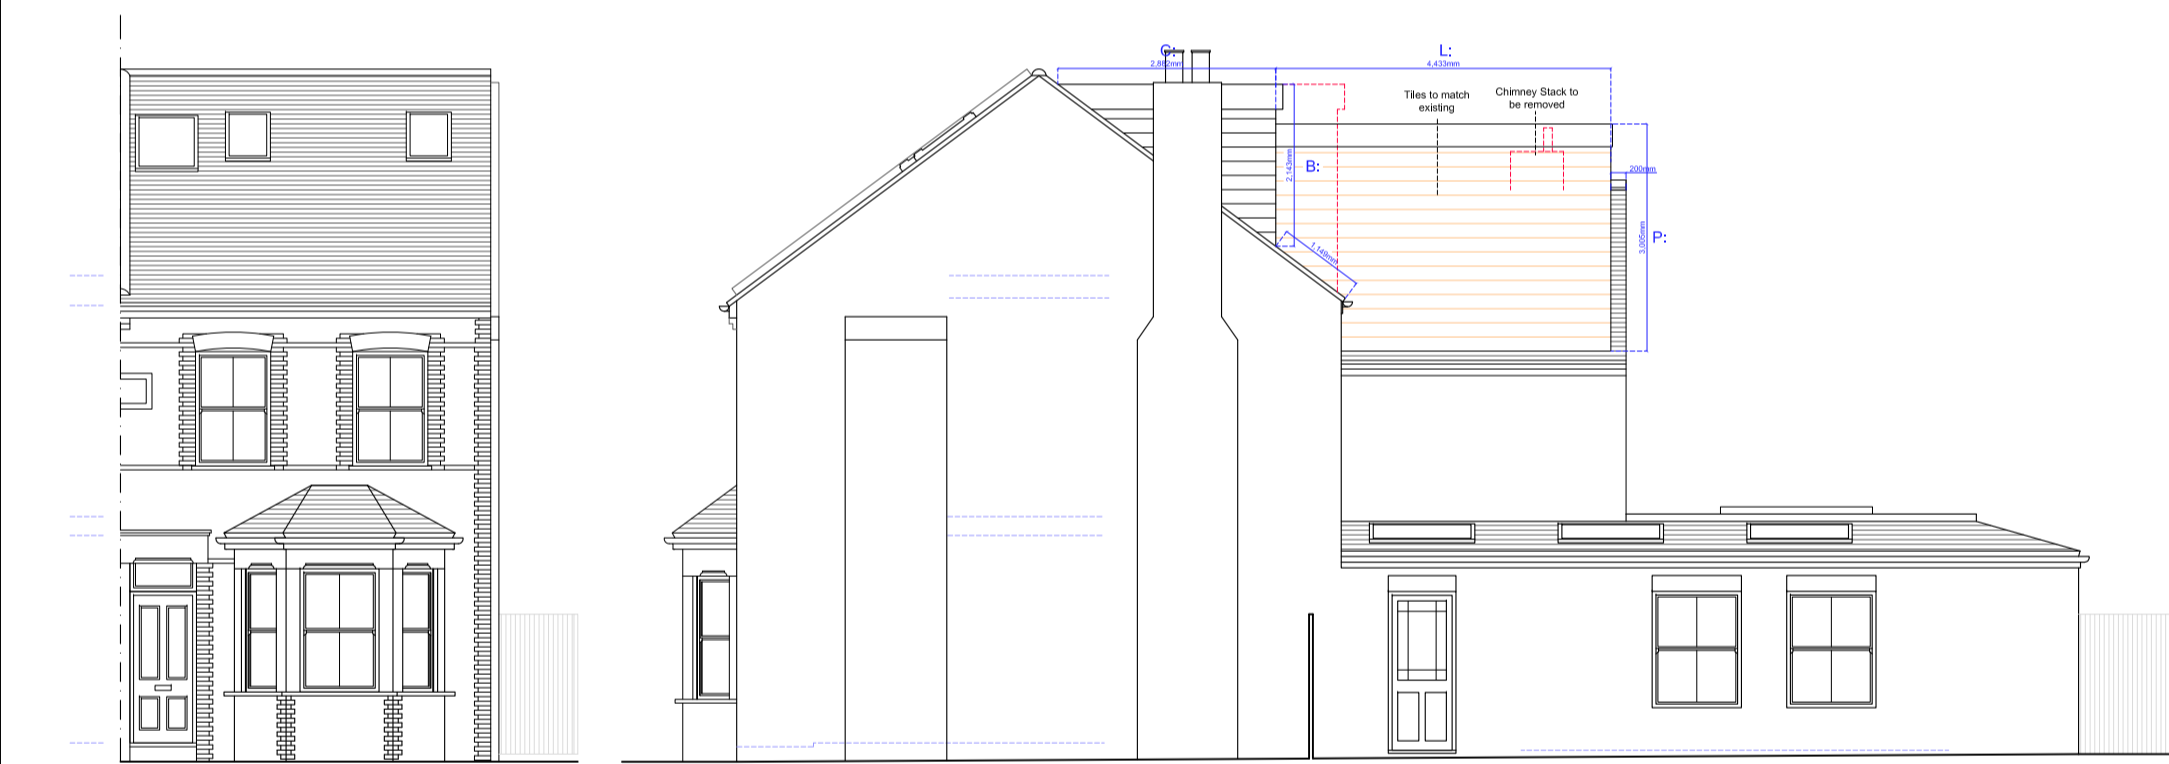 G:
L:
2,882mm
4,433mm
Tiles to match
existing
Chimney Stack to
be removed
2,143mm
B:
200mm
1,148mm
3,005mm
P: